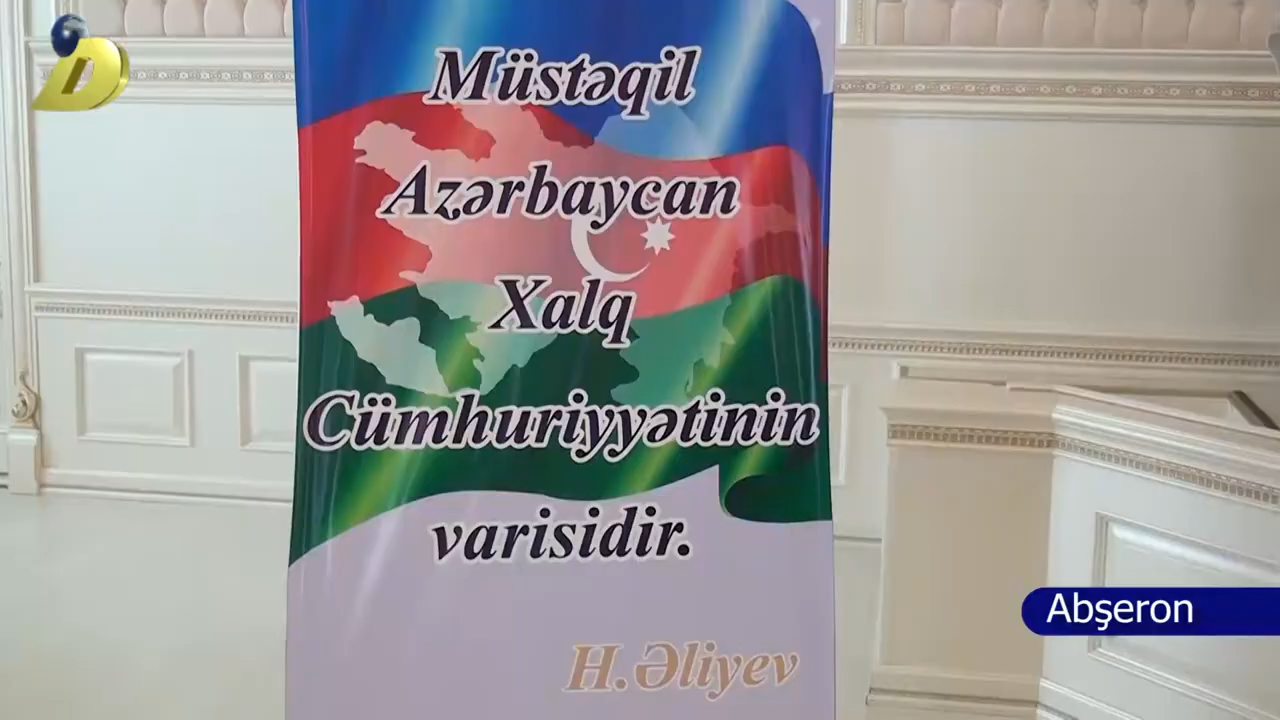 D
Müstəqil
Azərbaycan
Xalq
Cümhuriyyətinin
varisidir.
H.Əliyev
Abşeron